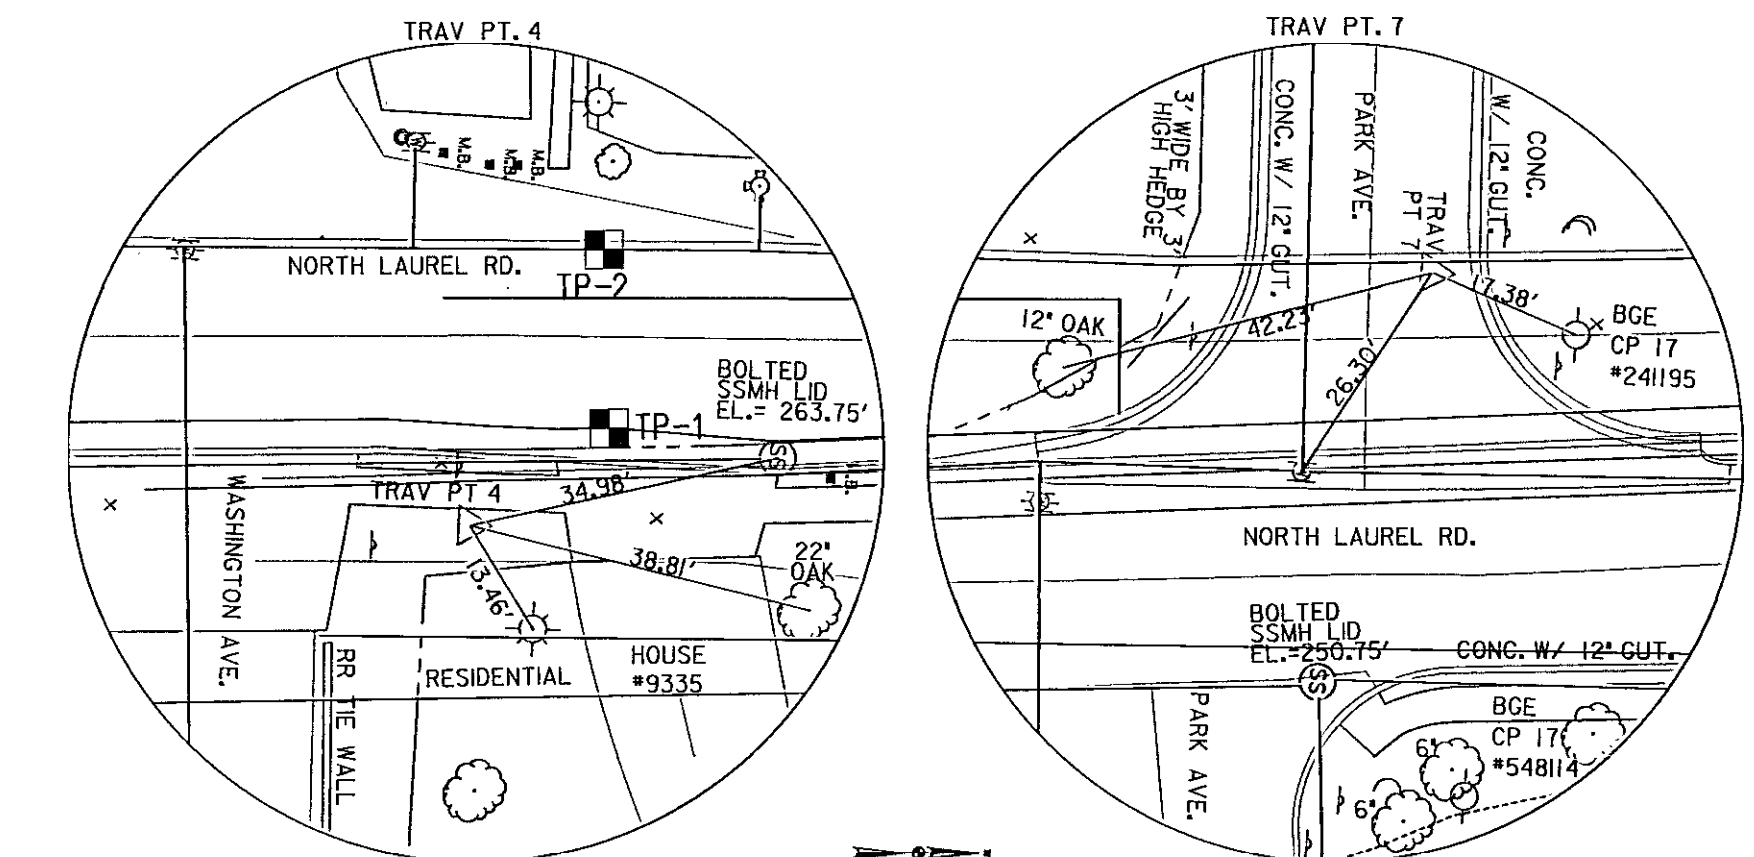 TRAV PT. 4
M.B.
M.B.
M.B.
NORTH LAUREL RD.
TP-2
BOLTED
SSMH LID
EL.= 263.75'
TP-1
SS
TRAV PT 4
34.98'
38.81'
13.46'
22"
OAK
WASHINGTON AVE.
RR TIE WALL
RESIDENTIAL
HOUSE
#9335
TRAV PT. 7
3' WIDE BY 3'
HIGH HEDGE
CONC. W/ 12" GUT.
PARK AVE.
TRAV
PT 7
CONC.
W/ 12" GUT.
12" OAK
42.23'
26.30'
17.38'
BGE
CP 17
#241195
NORTH LAUREL RD.
BOLTED
SSMH LID
EL.=250.75'
SS
CONC. W/ 12" GUT.
PARK AVE.
BGE
CP 17
#548114
6"
6"